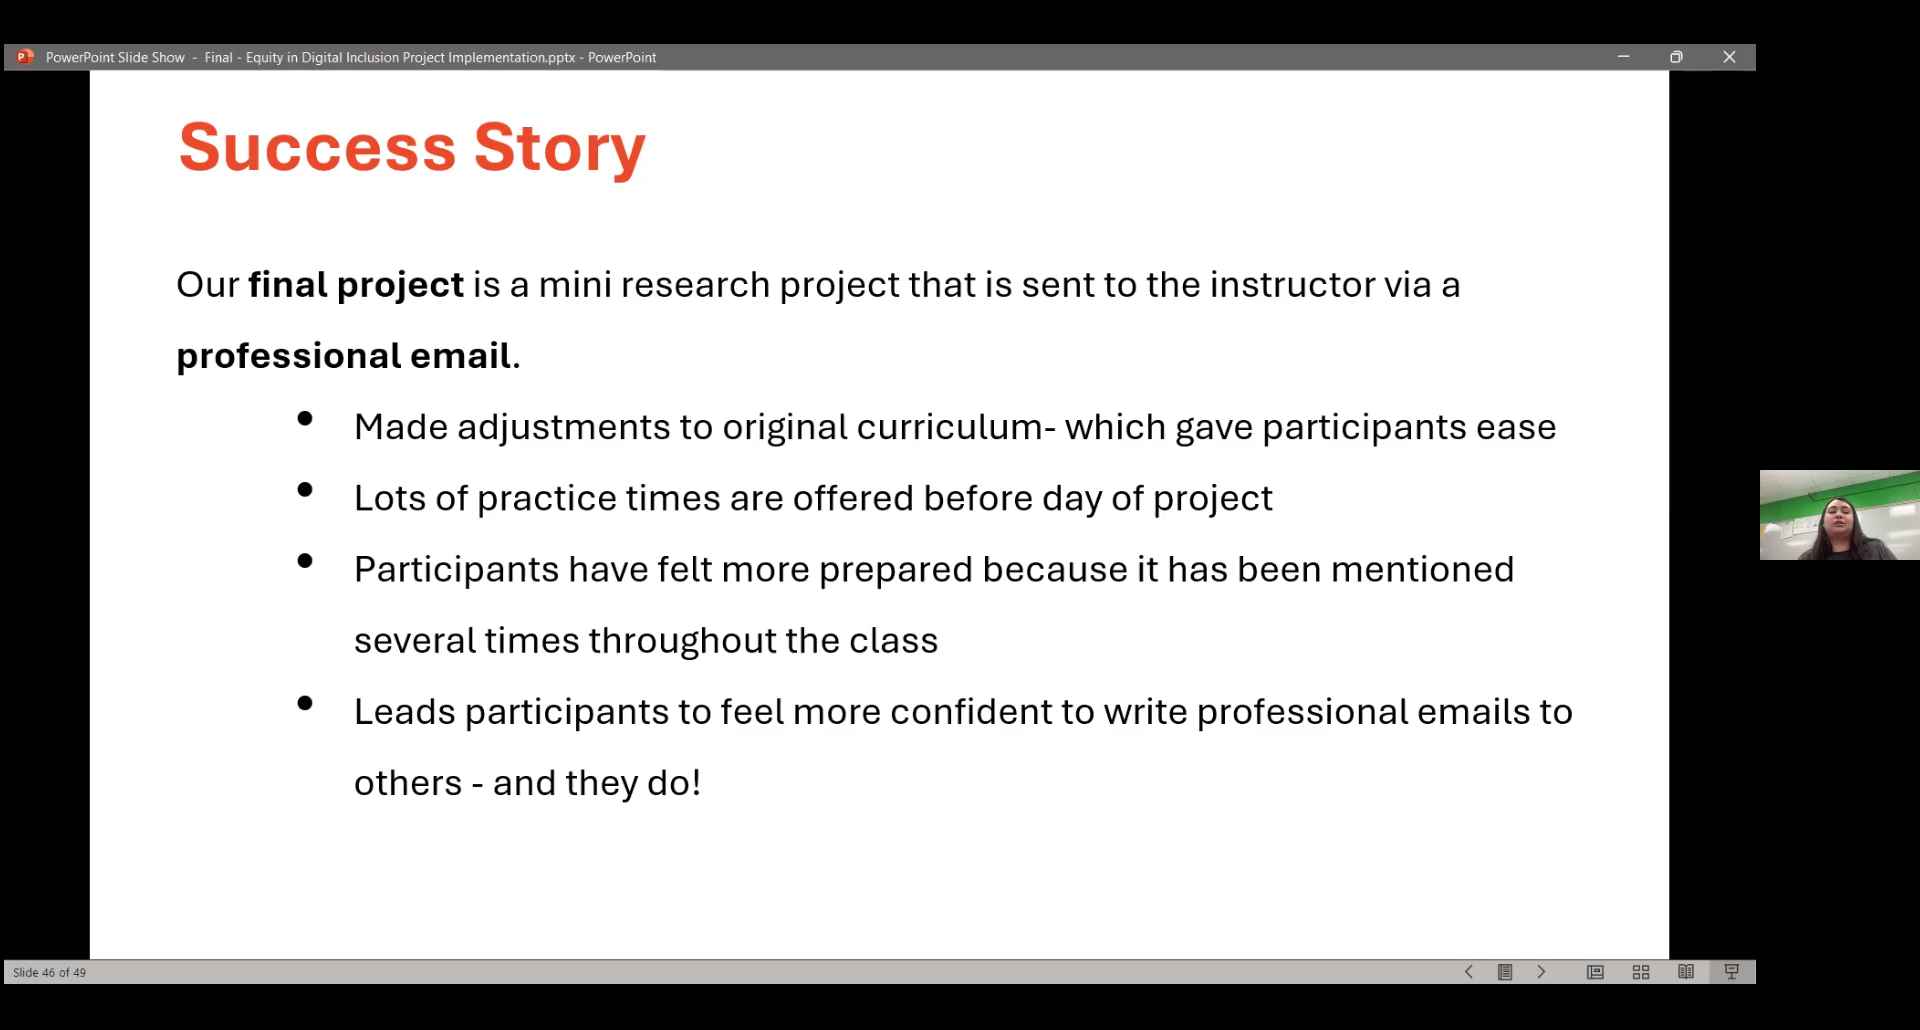 PowerPoint Slide Show - Final - Equity in Digital Inclusion Project Implementation.pptx - PowerPoint
Success Story
Our final project is a mini research project that is sent to the instructor via a
professional email.
• Made adjustments to original curriculum- which gave participants ease
• Lots of practice times are offered before day of project
• Participants have felt more prepared because it has been mentioned
several times throughout the class
• Leads participants to feel more confident to write professional emails to
others - and they do!
Slide 46 of 49